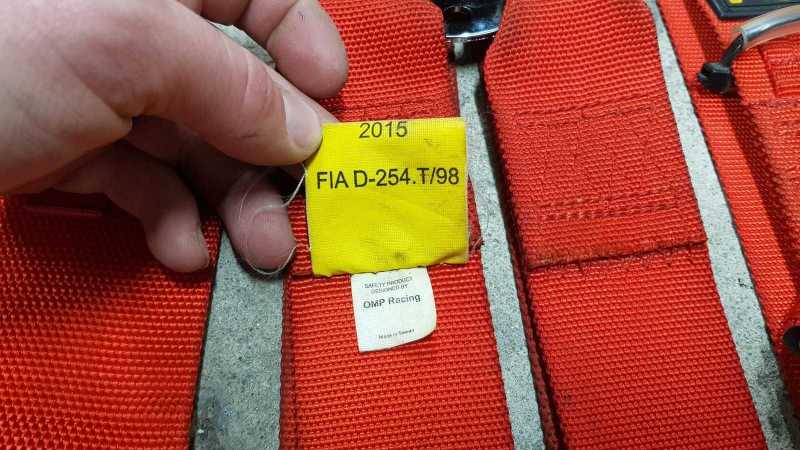 2015
FIA D-254.T/98
SAFETY PRODUCT
DESIGNED BY
OMP Racing
Made in Taiwan